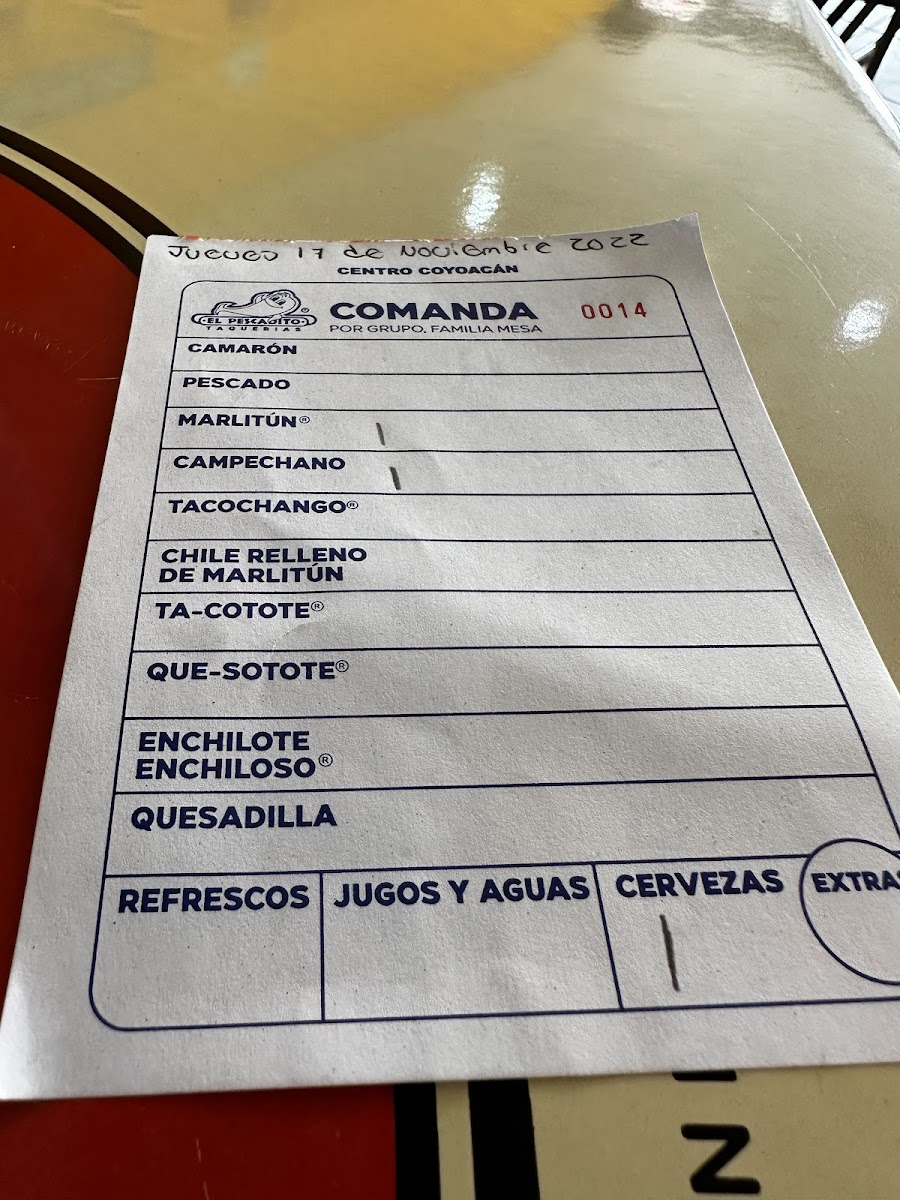 Jueves 17 de Noviembre 2022
CENTRO COYOACÁN
EL PESCADITO®
TAQUERIAS
COMANDA 0014
POR GRUPO, FAMILIA MESA
CAMARÓN
PESCADO
MARLITÚN® |
CAMPECHANO |
TACOCHANGO®
CHILE RELLENO
DE MARLITÚN
TA-COTOTE®
QUE-SOTOTE®
ENCHILOTE
ENCHILOSO®
QUESADILLA
REFRESCOS JUGOS Y AGUAS CERVEZAS EXTRAS
|
N